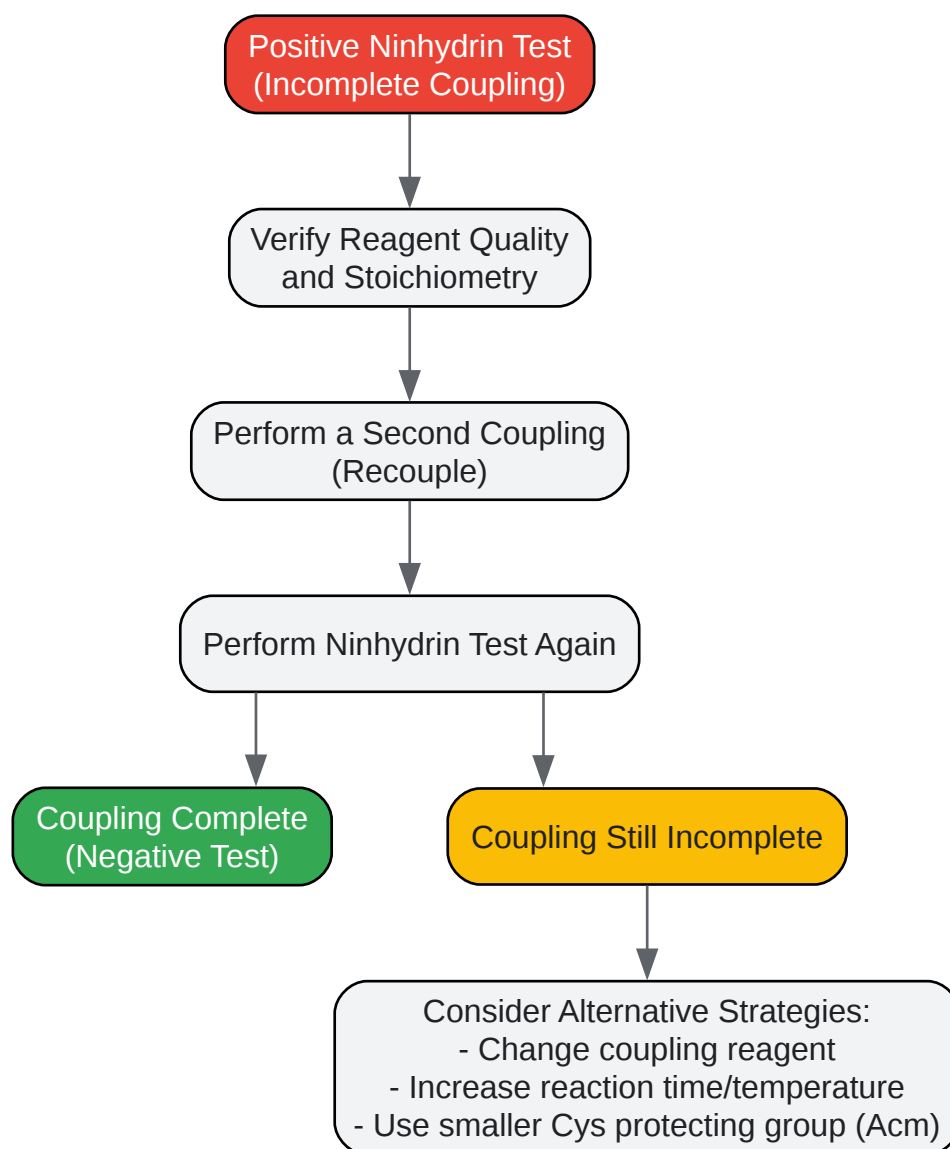 Positive Ninhydrin Test
(Incomplete Coupling)
Verify Reagent Quality
and Stoichiometry
Perform a Second Coupling
(Recouple)
Perform Ninhydrin Test Again
Coupling Complete
(Negative Test)
Coupling Still Incomplete
Consider Alternative Strategies:
- Change coupling reagent
- Increase reaction time/temperature
- Use smaller Cys protecting group (Acm)